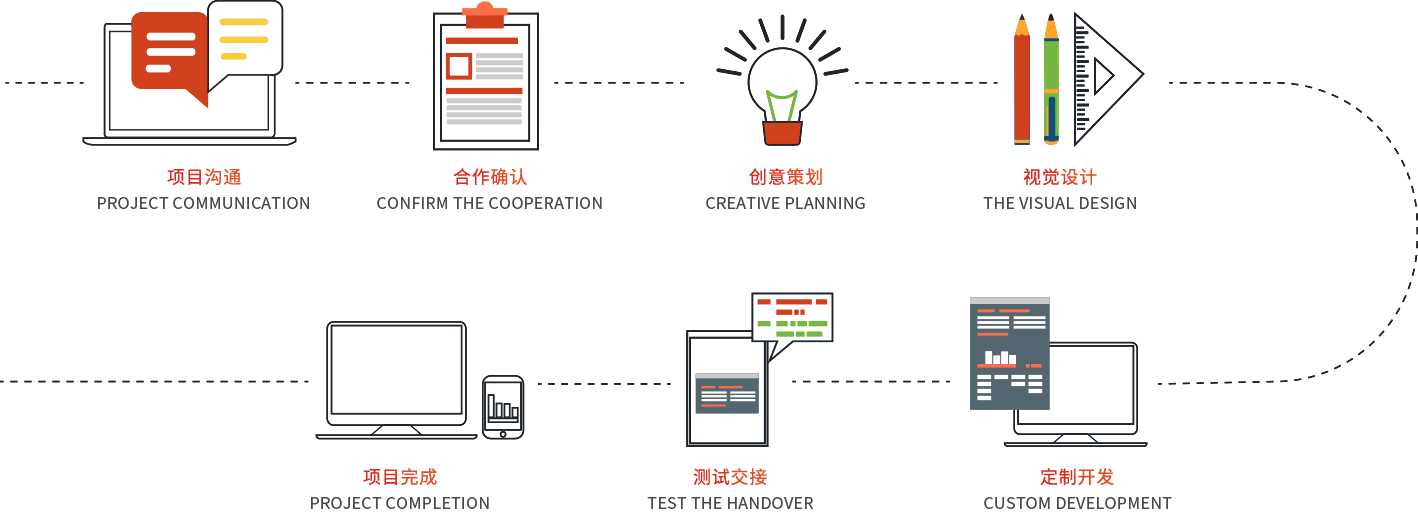 项目沟通
PROJECT COMMUNICATION
合作确认
CONFIRM THE COOPERATION
创意策划
CREATIVE PLANNING
视觉设计
THE VISUAL DESIGN
定制开发
CUSTOM DEVELOPMENT
测试交接
TEST THE HANDOVER
项目完成
PROJECT COMPLETION